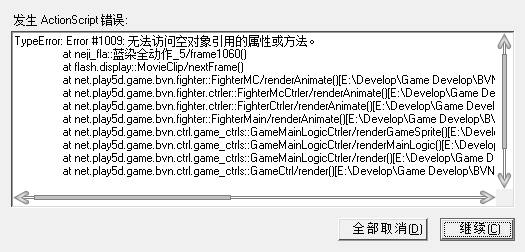 发生 ActionScript 错误:
TypeError: Error #1009: 无法访问空对象引用的属性或方法。
at neji_fla::蓝染全动作_5/frame1060()
at flash.display::MovieClip/nextFrame()
at net.play5d.game.bvn.fighter::FighterMC/renderAnimate()[E:\Develop\Game Develop\BVN
at net.play5d.game.bvn.fighter.ctrler::FighterMcCtrler/renderAnimate()[E:\Develop\Game De
at net.play5d.game.bvn.fighter.ctrler::FighterCtrler/renderAnimate()[E:\Develop\Game Deve
at net.play5d.game.bvn.fighter::FighterMain/renderAnimate()[E:\Develop\Game Develop\BV
at net.play5d.game.bvn.ctrl.game_ctrls::GameMainLogicCtrler/renderGameSprite()[E:\Develo
at net.play5d.game.bvn.ctrl.game_ctrls::GameMainLogicCtrler/renderMainLogic()[E:\Develop
at net.play5d.game.bvn.ctrl.game_ctrls::GameMainLogicCtrler/render()[E:\Develop\Game D
at net.play5d.game.bvn.ctrl.game_ctrls::GameCtrl/render()[E:\Develop\Game Develop\BVN
全部取消(D) 继续(C)